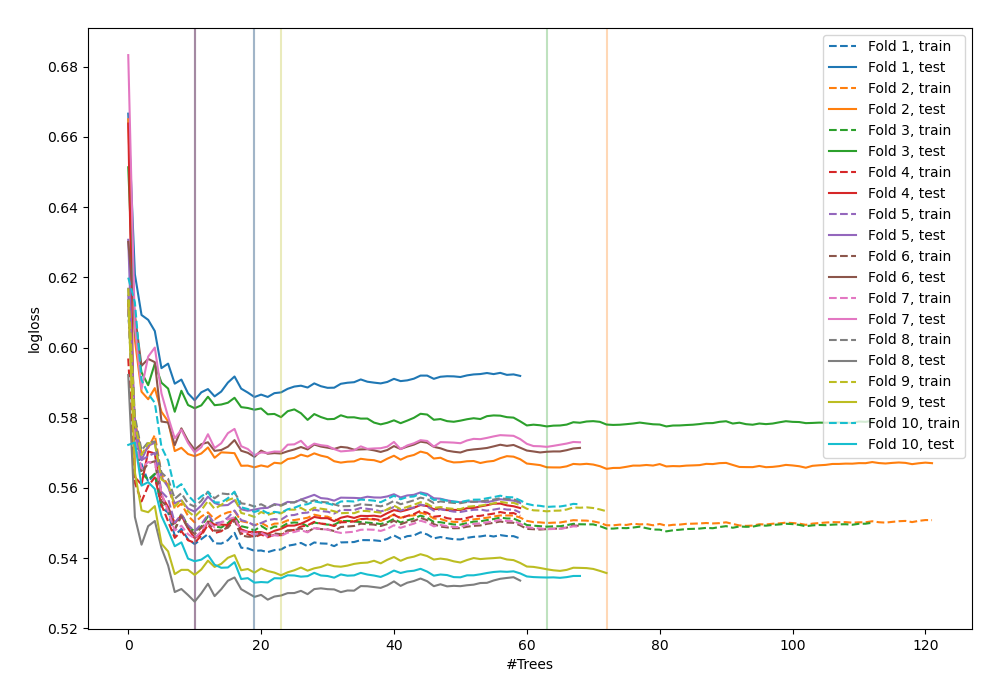 0.68
0.66
0.64
0.62
0.60
0.58
0.56
0.54
0.52
logloss
0 20 40 60 80 100 120
#Trees
Fold 1, train
Fold 1, test
Fold 2, train
Fold 2, test
Fold 3, train
Fold 3, test
Fold 4, train
Fold 4, test
Fold 5, train
Fold 5, test
Fold 6, train
Fold 6, test
Fold 7, train
Fold 7, test
Fold 8, train
Fold 8, test
Fold 9, train
Fold 9, test
Fold 10, train
Fold 10, test